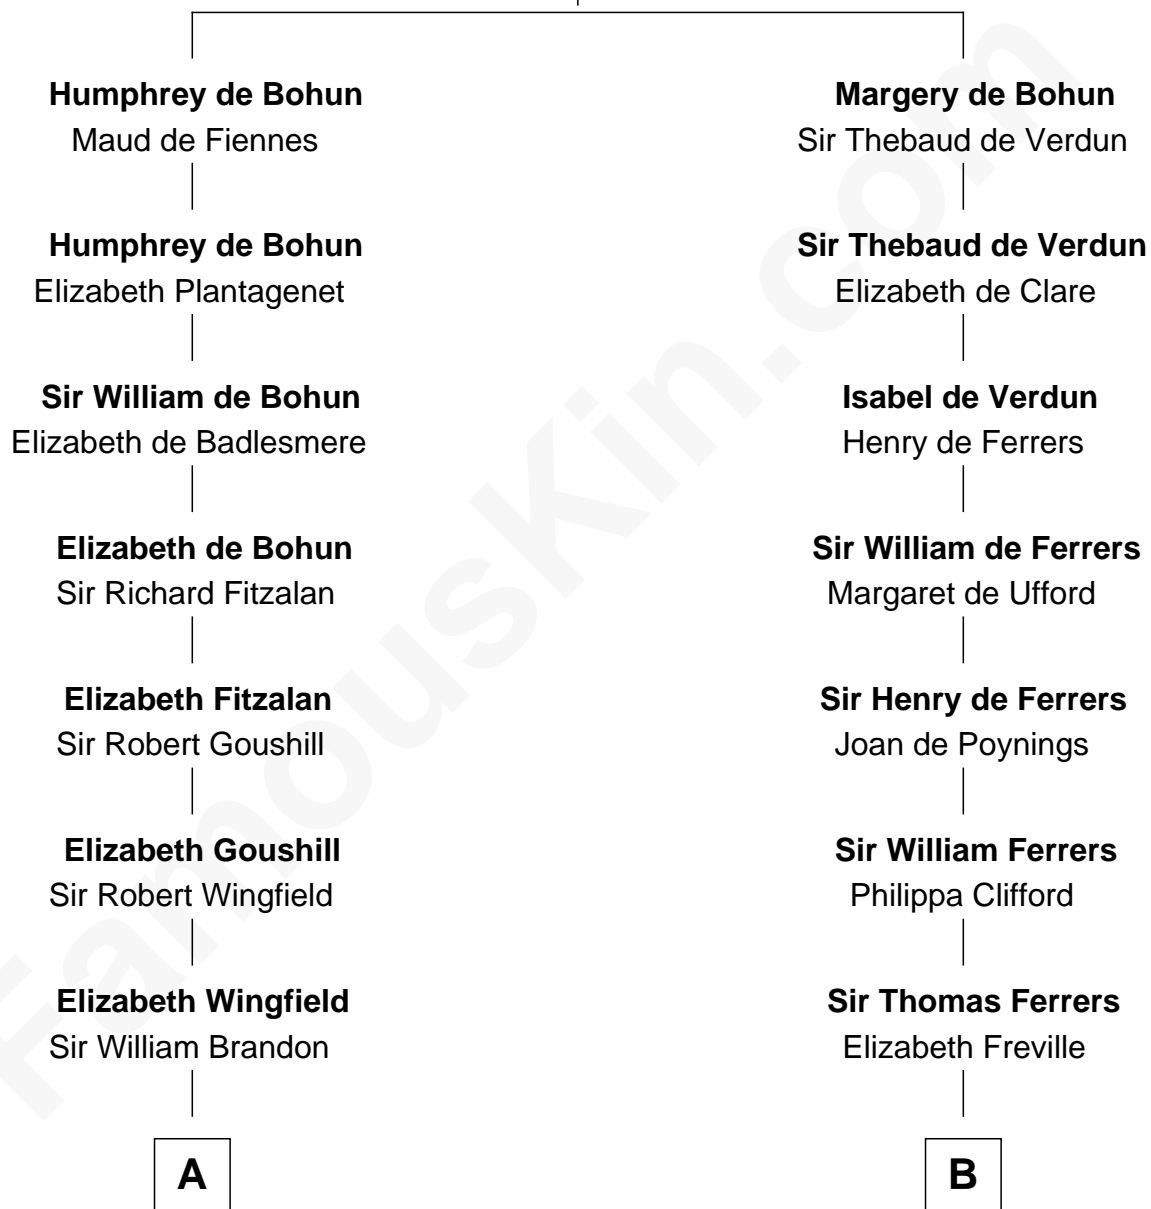 Humphrey de Bohun
Maud de Fiennes
Humphrey de Bohun
Elizabeth Plantagenet
Sir William de Bohun
Elizabeth de Badlesmere
Elizabeth de Bohun
Sir Richard Fitzalan
Elizabeth Fitzalan
Sir Robert Goushill
Elizabeth Goushill
Sir Robert Wingfield
Elizabeth Wingfield
Sir William Brandon
A
Margery de Bohun
Sir Thebaud de Verdun
Sir Thebaud de Verdun
Elizabeth de Clare
Isabel de Verdun
Henry de Ferrers
Sir William de Ferrers
Margaret de Ufford
Sir Henry de Ferrers
Joan de Poynings
Sir William Ferrers
Philippa Clifford
Sir Thomas Ferrers
Elizabeth Freville
B
FamousKin.com